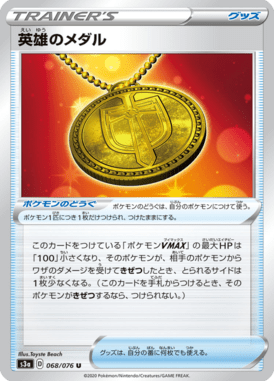 TRAINER'S グッズ
えいゆう
英雄のメダル
ポケモンのどうぐ
ポケモンのどうぐは、自分のポケモンにつけて使う。
ポケモン1匹につき1枚だけつけられ、つけたままにする。
このカードをつけている「ポケモンVMAX」の最大HPは
「100」小さくなり、そのポケモンが、相手のポケモンから
ワザのダメージを受けてきぜつしたとき、とられるサイドは
1枚少なくなる。（このカードを手札からつけるとき、その
ポケモンがきぜつするなら、つけられない。）
Illus.Toyste Beach
s3a D 068/076 U
©2020 Pokémon/Nintendo/Creatures/GAME FREAK.
グッズは、自分の番に何枚でも使える。